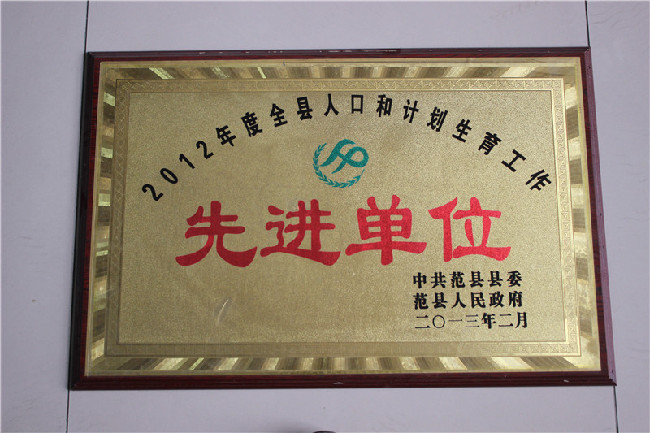 2012年度全县人口和计划生育工作
先进单位
中共范县县委
范县人民政府
二〇一三年二月